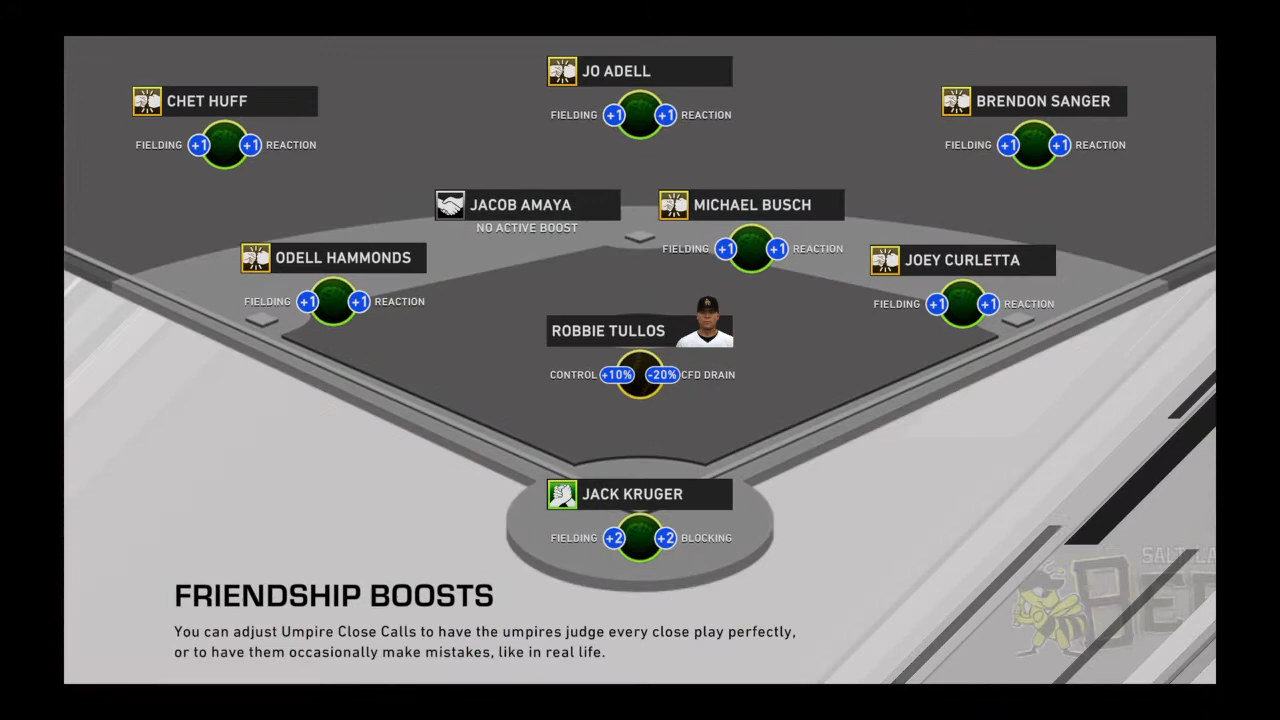 JO ADELL
FIELDING +1 +1 REACTION
CHET HUFF
FIELDING +1 +1 REACTION
BRENDON SANGER
FIELDING +1 +1 REACTION
JACOB AMAYA
NO ACTIVE BOOST
MICHAEL BUSCH
FIELDING +1 +1 REACTION
ODELL HAMMONDS
FIELDING +1 +1 REACTION
JOEY CURLETTA
FIELDING +1 +1 REACTION
ROBBIE TULLOS
CONTROL +10% -20% CFD DRAIN
JACK KRUGER
FIELDING +2 +2 BLOCKING
FRIENDSHIP BOOSTS
You can adjust Umpire Close Calls to have the umpires judge every close play perfectly,
or to have them occasionally make mistakes, like in real life.